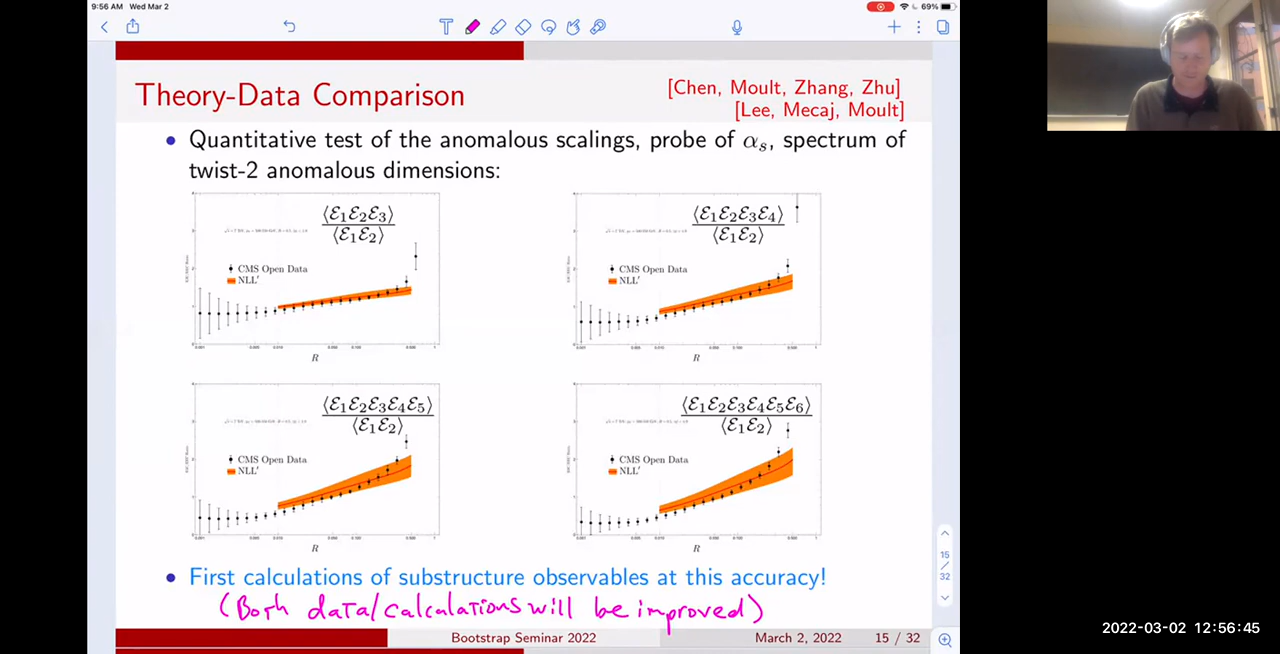 9:56 AM Wed Mar 2
69%
Theory-Data Comparison
[Chen, Moult, Zhang, Zhu]
[Lee, Mecaj, Moult]
• Quantitative test of the anomalous scalings, probe of αₛ, spectrum of
twist-2 anomalous dimensions:
⟨ℰ₁ℰ₂ℰ₃⟩
⟨ℰ₁ℰ₂⟩
CMS Open Data
NLL′
R
⟨ℰ₁ℰ₂ℰ₃ℰ₄⟩
⟨ℰ₁ℰ₂⟩
CMS Open Data
NLL′
R
⟨ℰ₁ℰ₂ℰ₃ℰ₄ℰ₅⟩
⟨ℰ₁ℰ₂⟩
CMS Open Data
NLL′
R
⟨ℰ₁ℰ₂ℰ₃ℰ₄ℰ₅ℰ₆⟩
⟨ℰ₁ℰ₂⟩
CMS Open Data
NLL′
R
• First calculations of substructure observables at this accuracy!
(Both data/calculations will be improved)
Bootstrap Seminar 2022
March 2, 2022
15 / 32
15
/
32
2022-03-02 12:56:45